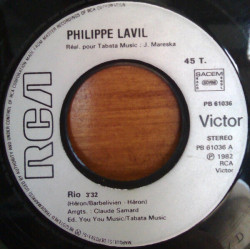 PHILIPPE LAVIL
Réal. pour Tabata Music : J. Mareska
45 T.
SACEM
PB 61036
RCA
Victor
STEREO
PB 61036 A
℗ 1982
RCA
Victor
Rio 3'32
(Héron/Barbelivien - Héron)
Arrgts. : Claude Samard
Ed. You You Music/Tabata Music